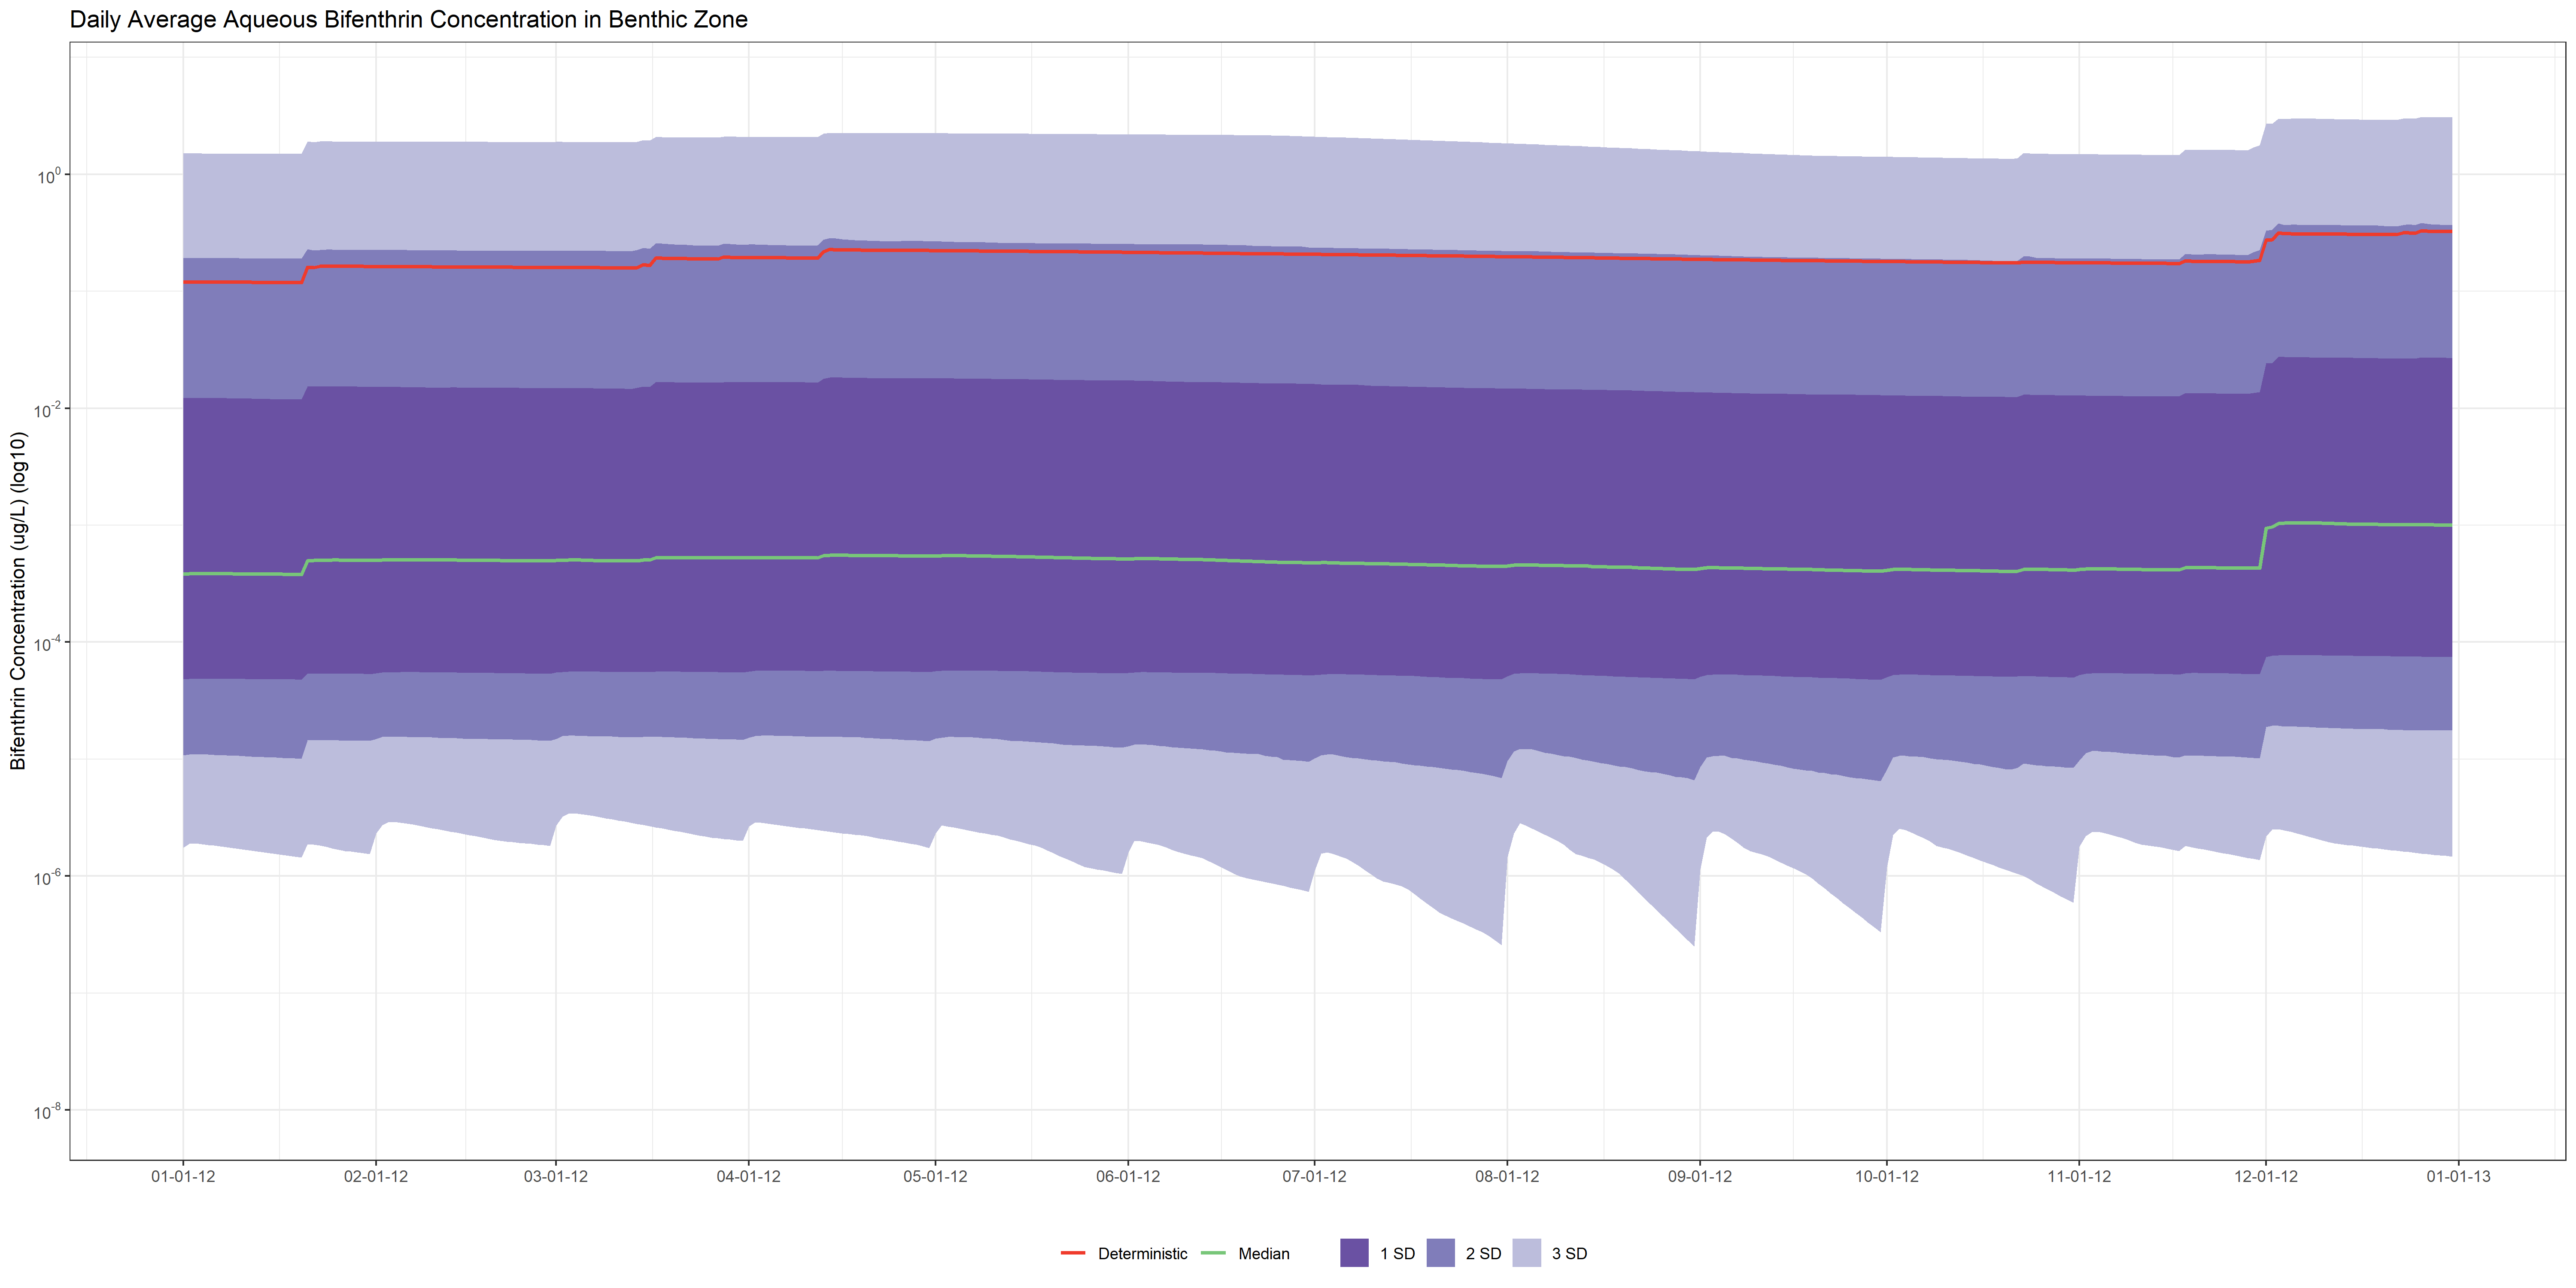 Daily Average Aqueous Bifenthrin Concentration in Benthic Zone
Bifenthrin Concentration (ug/L) (log10)
10^0
10^-2
10^-4
10^-6
10^-8
01-01-12 02-01-12 03-01-12 04-01-12 05-01-12 06-01-12 07-01-12 08-01-12 09-01-12 10-01-12 11-01-12 12-01-12 01-01-13
Deterministic Median 1 SD 2 SD 3 SD